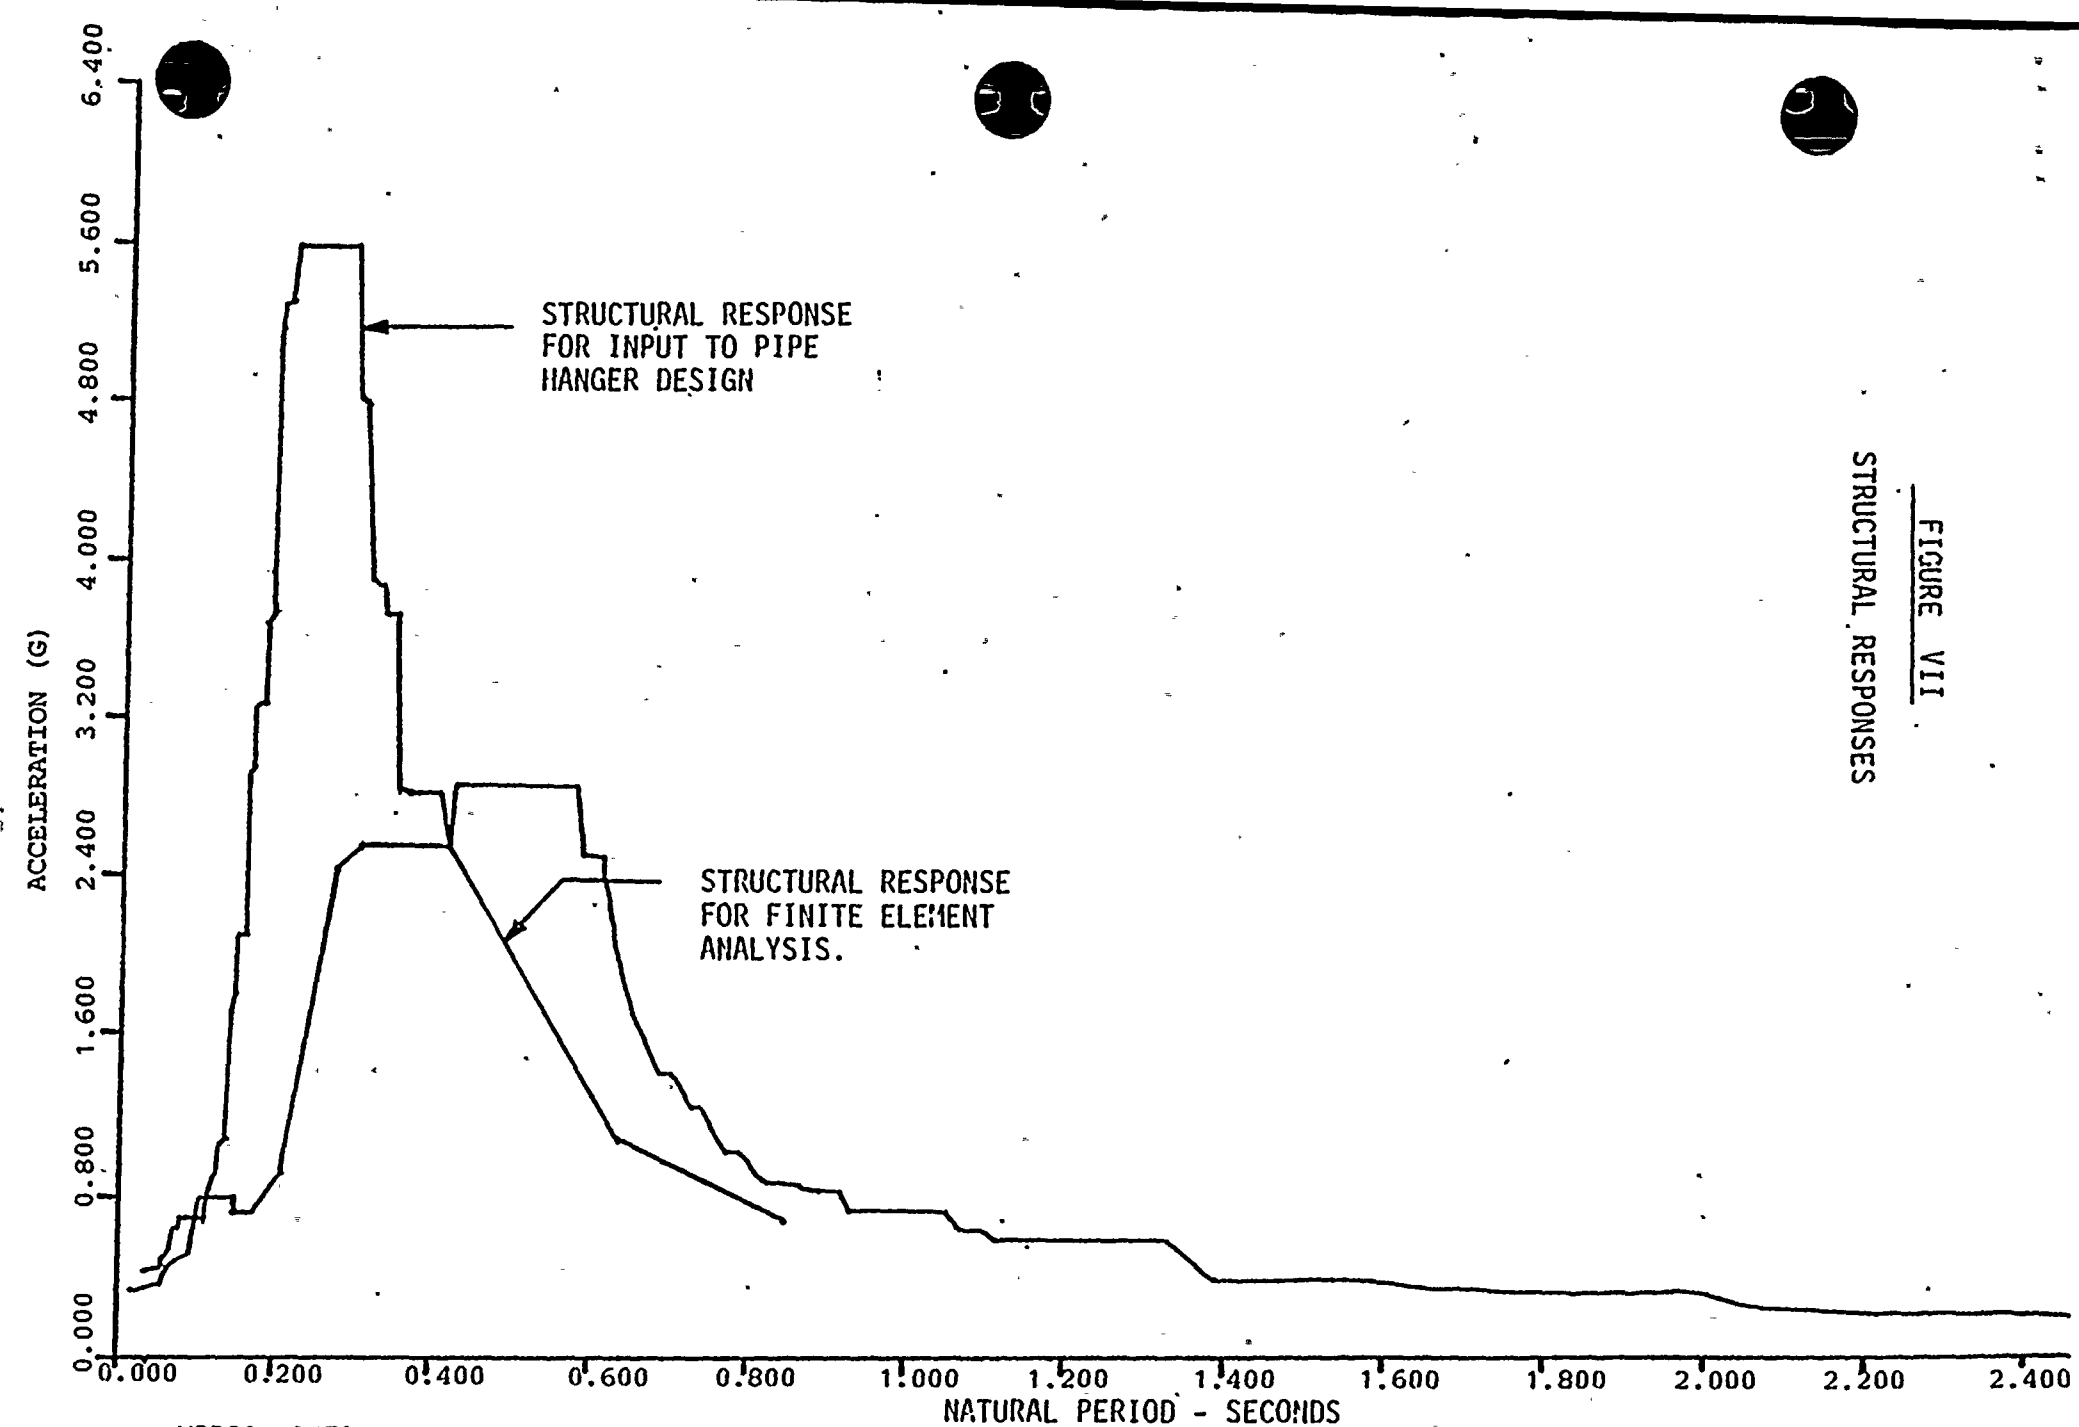 6.400
5.600
4.800
4.000
3.200
2.400
1.600
0.800
0.000
ACCELERATION (G)
STRUCTURAL RESPONSE
FOR INPUT TO PIPE
HANGER DESIGN
STRUCTURAL RESPONSE
FOR FINITE ELEMENT
ANALYSIS.
FIGURE VII
STRUCTURAL RESPONSES
0.000 0.200 0.400 0.600 0.800 1.000 1.200 1.400 1.600 1.800 2.000 2.200 2.400
NATURAL PERIOD - SECONDS